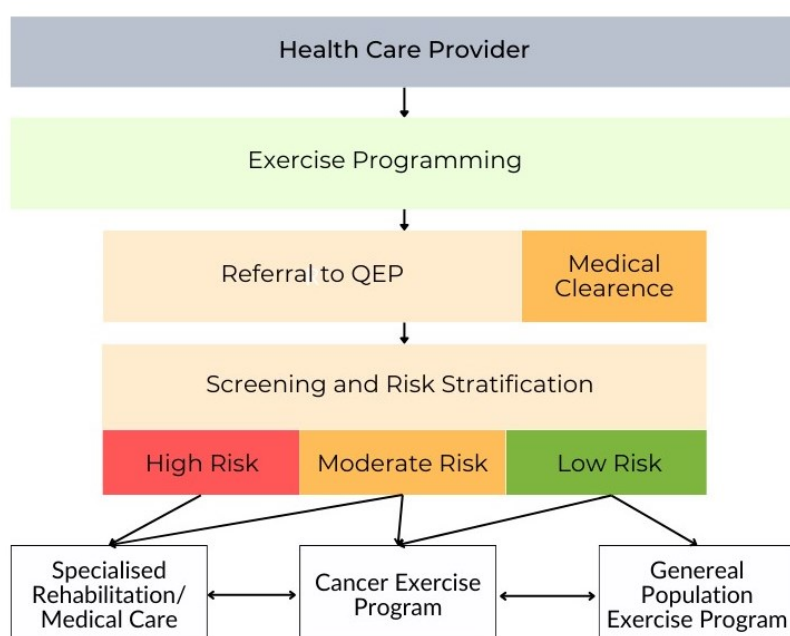 Health Care Provider
Exercise Programming
Referral to QEP
Medical
Clearence
Screening and Risk Stratification
High Risk
Moderate Risk
Low Risk
Specialised
Rehabilitation/
Medical Care
Cancer Exercise
Program
Genereal
Population
Exercise Program